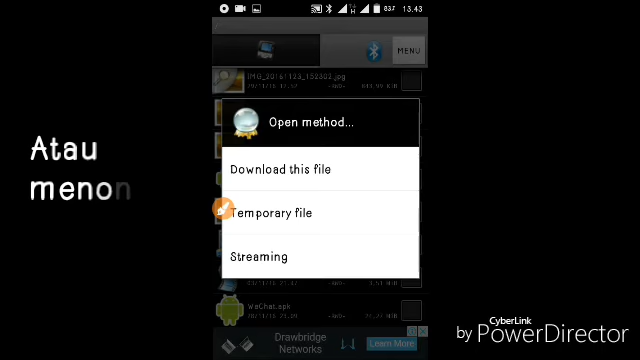 13.43
MENU
IMG_20161123_152302.jpg
Open method...
Download this file
Temporary file
Streaming
WeChat.apk
Drawbridge
Networks
Learn More
Atau
menon
CyberLink
by PowerDirector